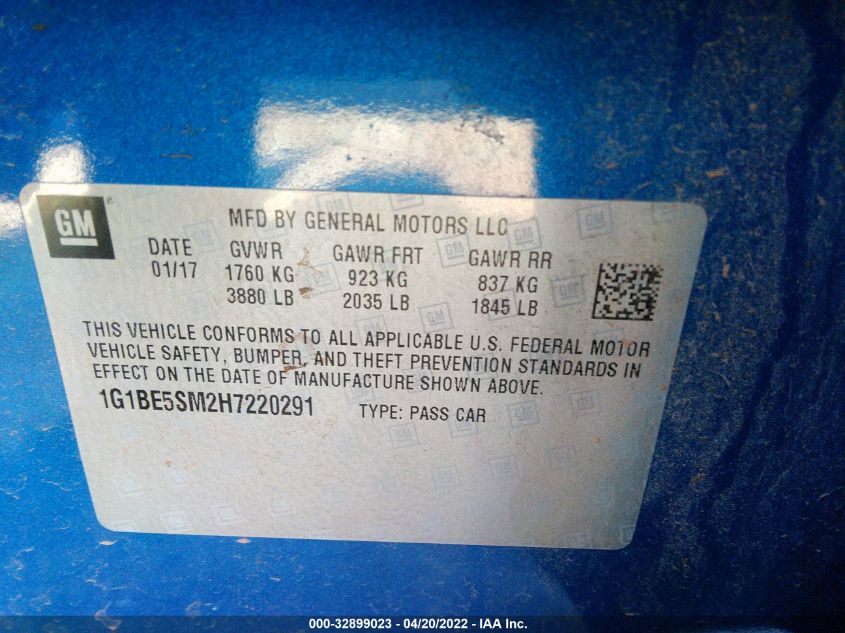 GM
MFD BY GENERAL MOTORS LLC
DATE GVWR GAWR FRT GAWR RR
01/17 1760 KG 923 KG 837 KG
3880 LB 2035 LB 1845 LB
THIS VEHICLE CONFORMS TO ALL APPLICABLE U.S. FEDERAL MOTOR
VEHICLE SAFETY, BUMPER, AND THEFT PREVENTION STANDARDS IN
EFFECT ON THE DATE OF MANUFACTURE SHOWN ABOVE.
1G1BE5SM2H7220291 TYPE: PASS CAR
000-32899023 - 04/20/2022 - IAA Inc.